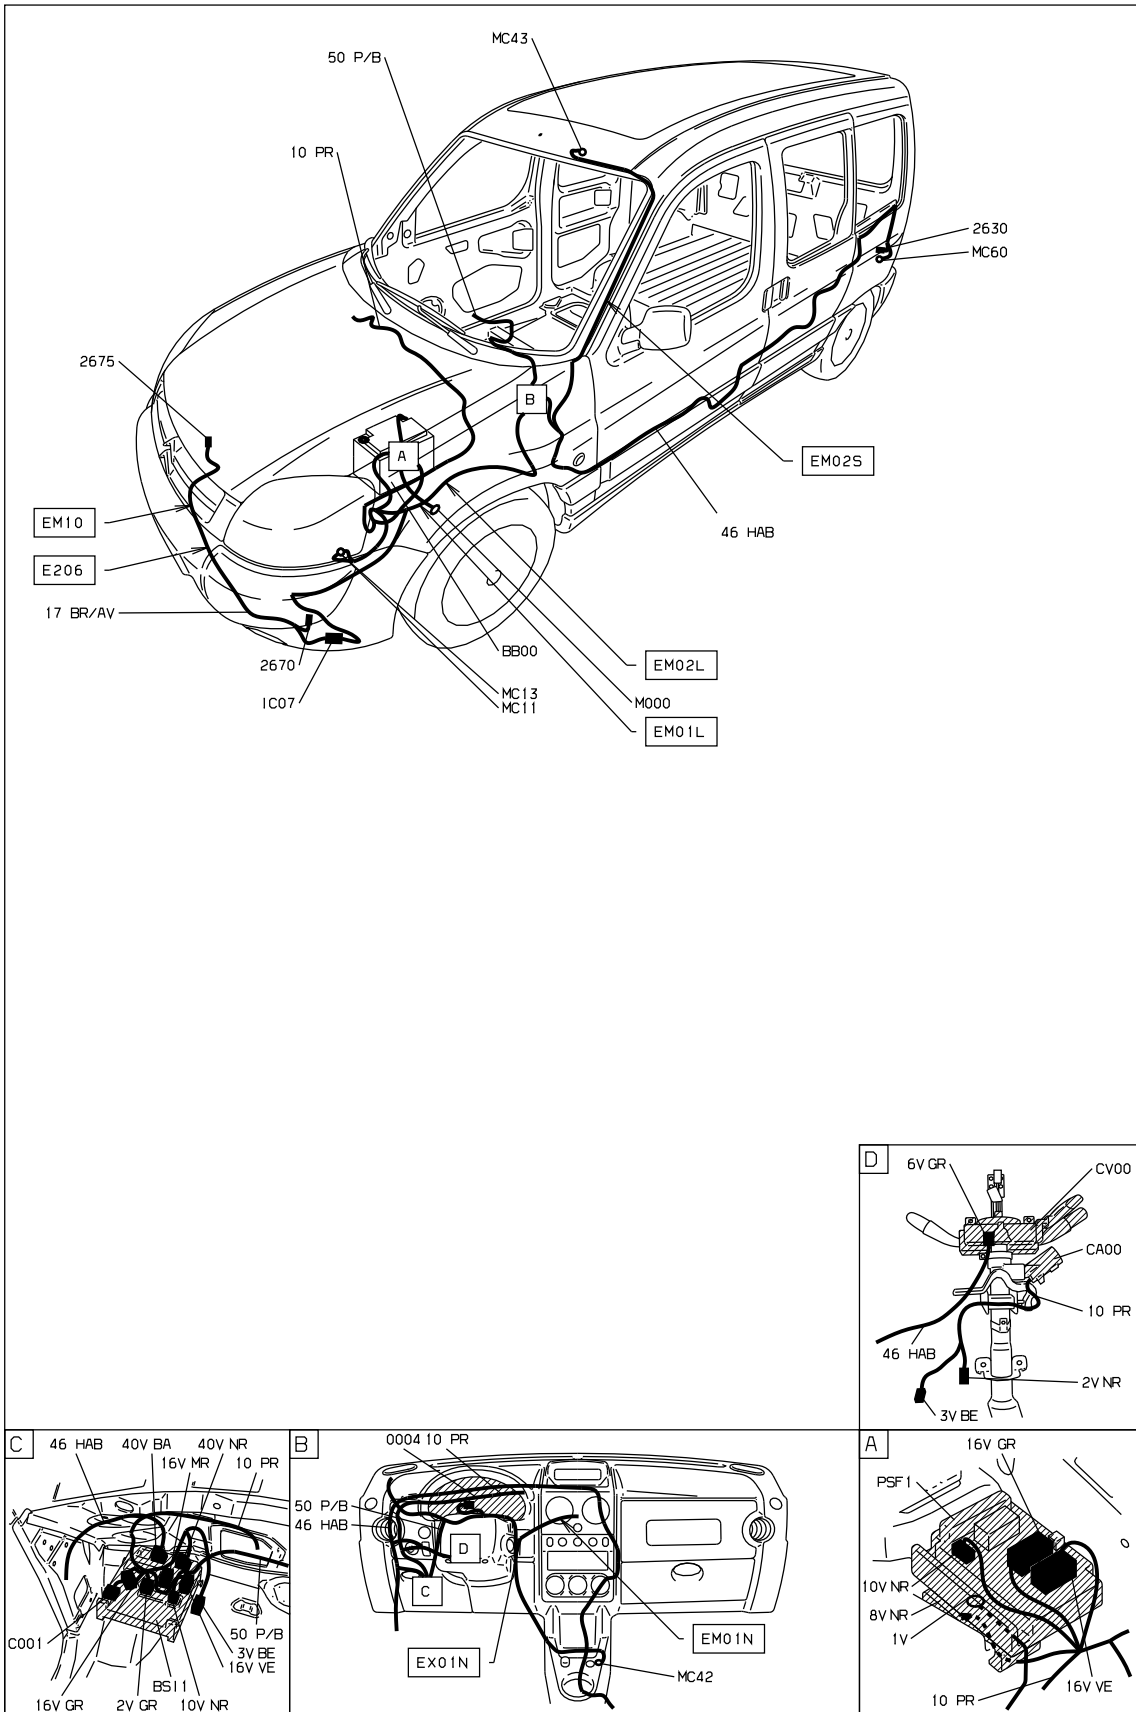 MC43
50 P/B
10 PR
2630
MC60
2675
B
A
EM02S
EM10
46 HAB
E206
17 BR/AV
BB00
2670
EM02L
MC13
IC07
M000
MC11
EM01L
D
6V GR
CV00
CA00
10 PR
46 HAB
2V NR
3V BE
C
46 HAB
40V BA
40V NR
16V MR
10 PR
C001
50 P/B
3V BE
16V VE
BSI1
16V GR
2V GR
10V NR
B
0004
10 PR
50 P/B
46 HAB
D
C
EM01N
EX01N
MC42
A
16V GR
PSF1
10V NR
8V NR
1V
16V VE
10 PR